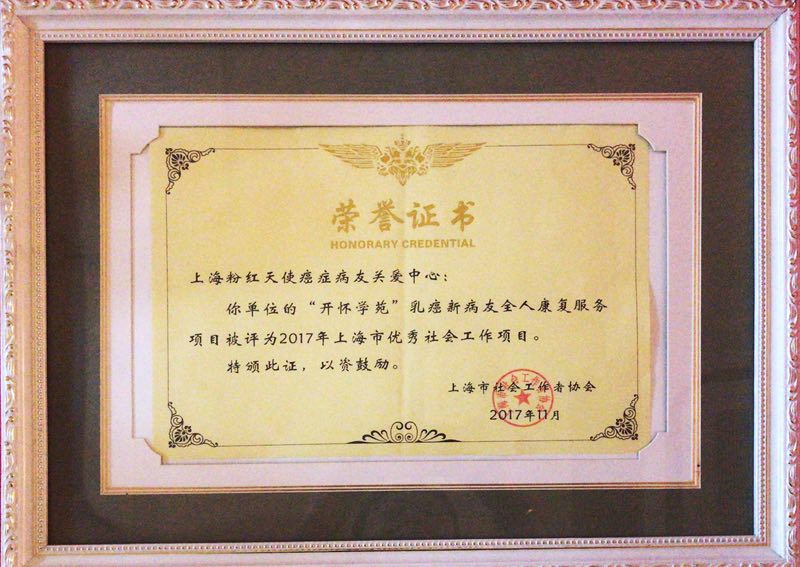 荣誉证书
HONORARY CREDENTIAL
上海粉红天使癌症病友关爱中心：
你单位的“开怀学苑”乳癌新病友全人康复服务
项目被评为2017年上海市优秀社会工作项目。
特颁此证，以资鼓励。
上海市社会工作者协会
2017年11月